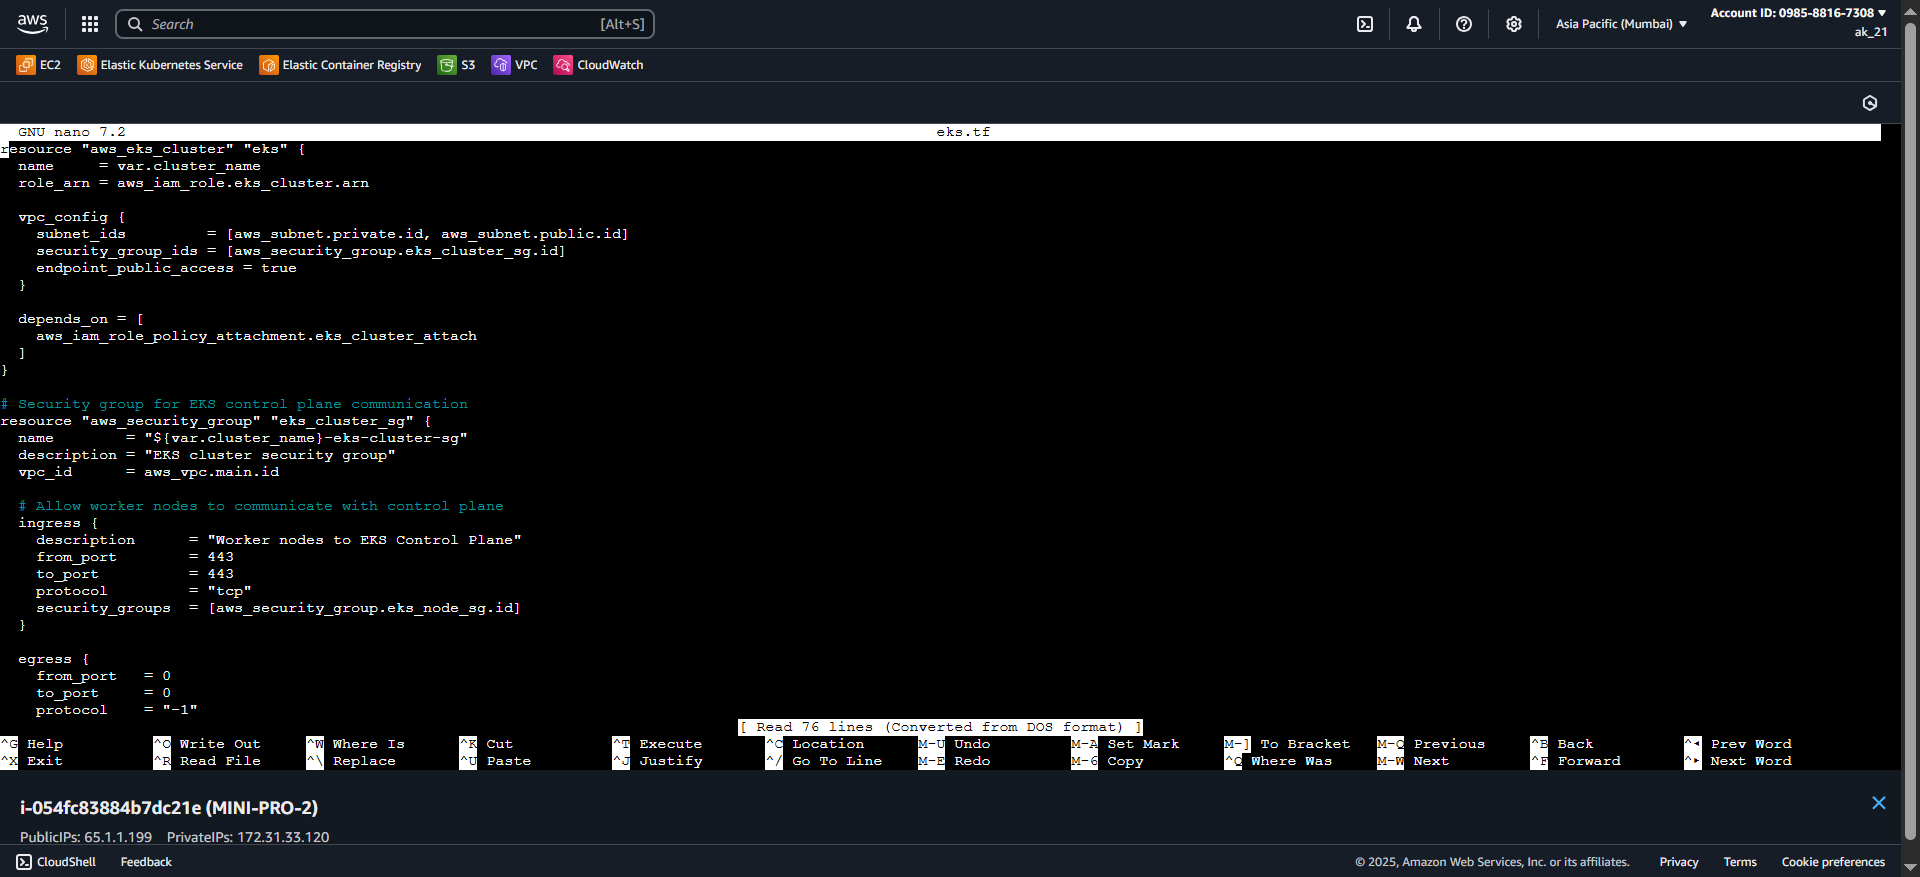 aws
Search [Alt+S]
Asia Pacific (Mumbai) ▼
Account ID: 0985-8816-7308 ▼
ak_21
EC2 Elastic Kubernetes Service Elastic Container Registry S3 VPC CloudWatch
GNU nano 7.2 eks.tf
resource "aws_eks_cluster" "eks" {
name = var.cluster_name
role_arn = aws_iam_role.eks_cluster.arn
vpc_config {
subnet_ids = [aws_subnet.private.id, aws_subnet.public.id]
security_group_ids = [aws_security_group.eks_cluster_sg.id]
endpoint_public_access = true
}
depends_on = [
aws_iam_role_policy_attachment.eks_cluster_attach
]
}
# Security group for EKS control plane communication
resource "aws_security_group" "eks_cluster_sg" {
name = "${var.cluster_name}-eks-cluster-sg"
description = "EKS cluster security group"
vpc_id = aws_vpc.main.id
# Allow worker nodes to communicate with control plane
ingress {
description = "Worker nodes to EKS Control Plane"
from_port = 443
to_port = 443
protocol = "tcp"
security_groups = [aws_security_group.eks_node_sg.id]
}
egress {
from_port = 0
to_port = 0
protocol = "-1"
[ Read 76 lines (Converted from DOS format) ]
^G Help ^O Write Out ^W Where Is ^K Cut ^T Execute ^C Location M-U Undo M-A Set Mark M-] To Bracket M-Q Previous ^B Back ^◂ Prev Word
^X Exit ^R Read File ^\ Replace ^U Paste ^J Justify ^/ Go To Line M-E Redo M-6 Copy ^Q Where Was M-W Next ^F Forward ^▸ Next Word
i-054fc83884b7dc21e (MINI-PRO-2)
PublicIPs: 65.1.1.199 PrivateIPs: 172.31.33.120
CloudShell Feedback © 2025, Amazon Web Services, Inc. or its affiliates. Privacy Terms Cookie preferences